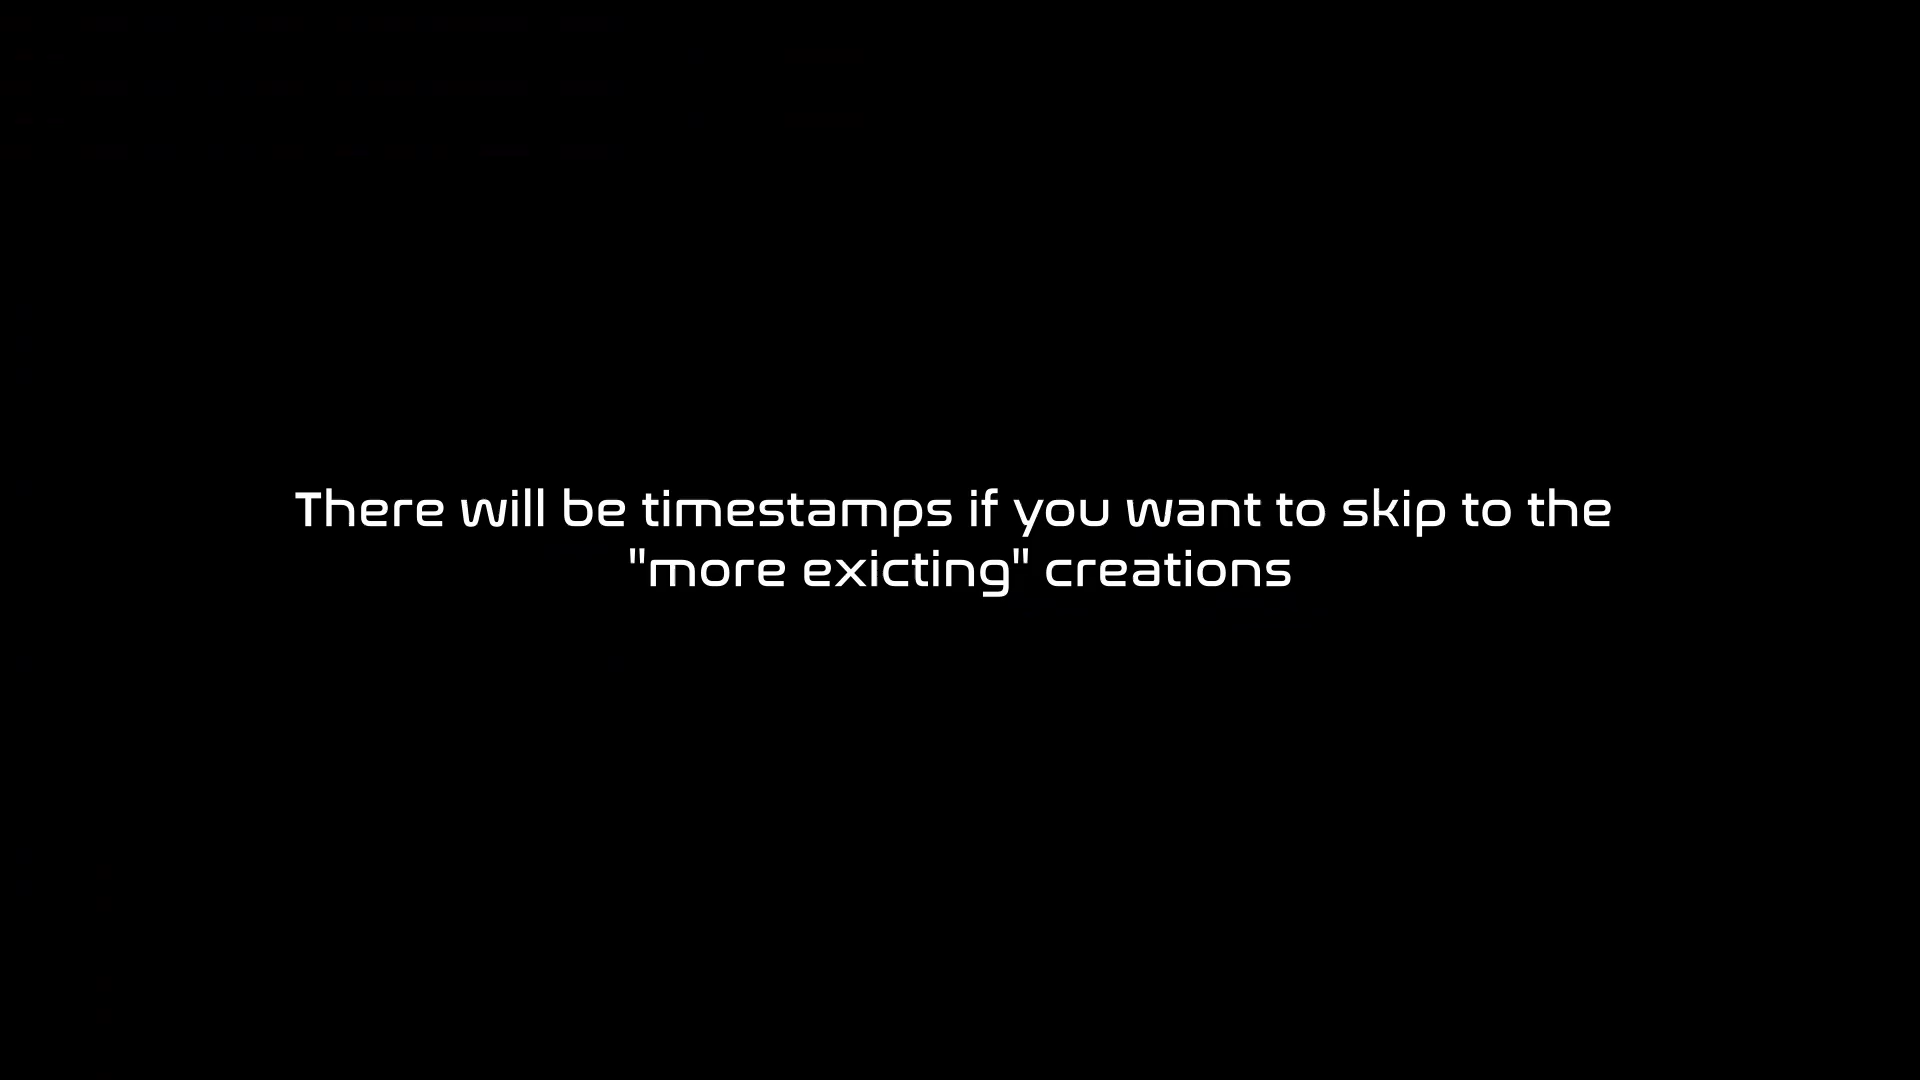 There will be timestamps if you want to skip to the
"more exicting" creations